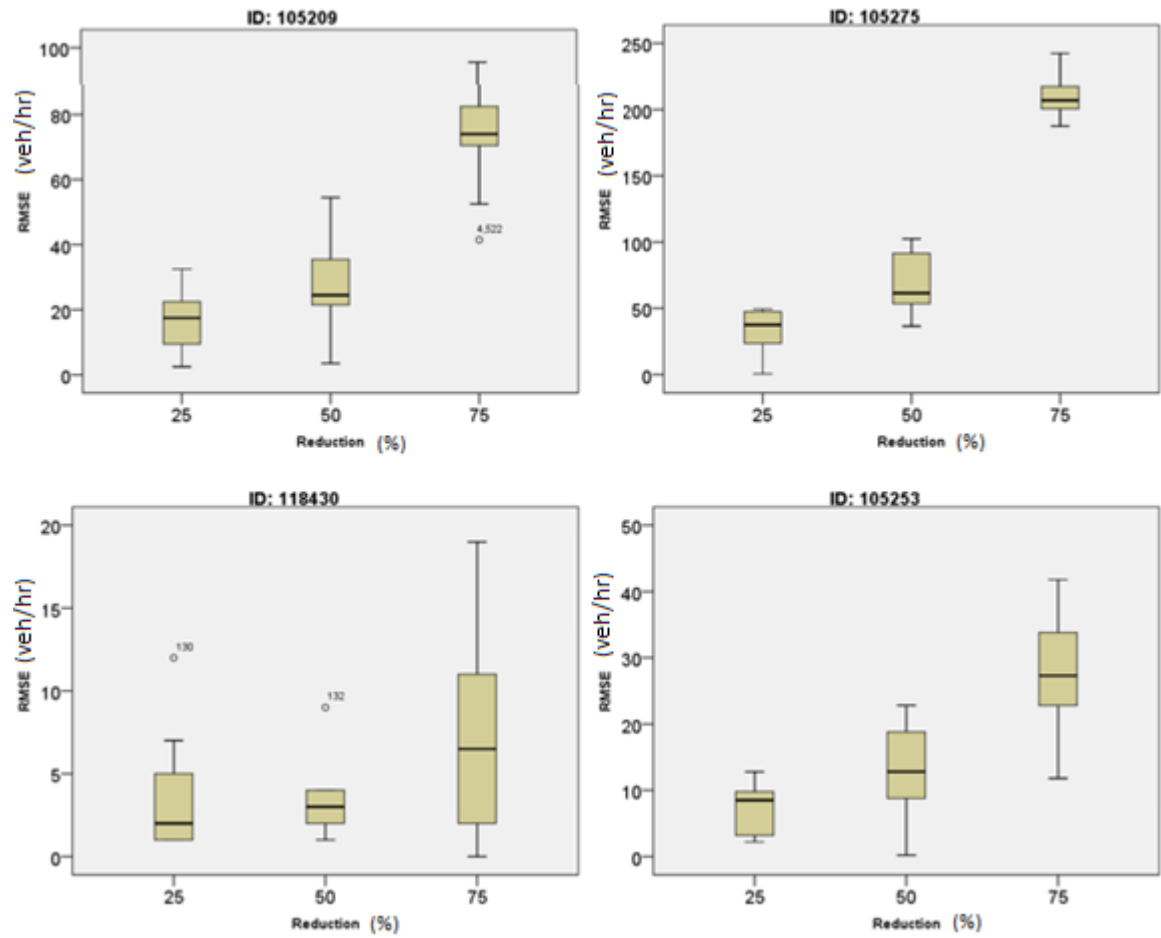 ID: 105209
100
80
60
40
20
0
RMSE (veh/hr)
4,522
25 50 75
Reduction (%)
ID: 105275
250
200
150
100
50
0
RMSE (veh/hr)
25 50 75
Reduction (%)
ID: 118430
20
15
10
5
0
RMSE (veh/hr)
130
132
25 50 75
Reduction (%)
ID: 105253
50
40
30
20
10
0
RMSE (veh/hr)
25 50 75
Reduction (%)